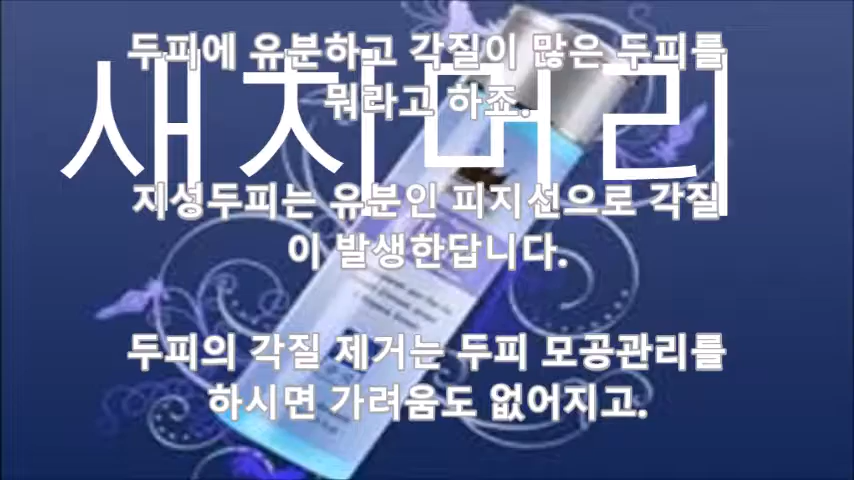 새치머리
두피에 유분하고 각질이 많은 두피를
뭐라고 하죠.
지성두피는 유분인 피지선으로 각질
이 발생한답니다.
두피의 각질 제거는 두피 모공관리를
하시면 가려움도 없어지고.